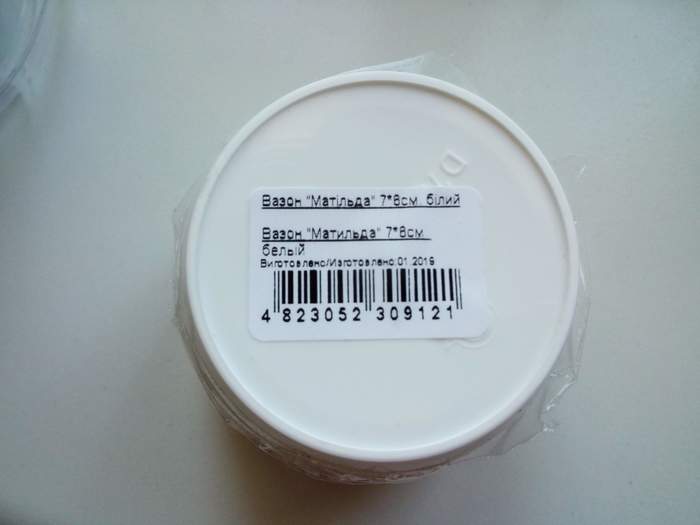 Вазон "Матільда" 7*8см, білий
Вазон "Матильда" 7*8см,
белый
Виготовлено/Изготовлено:01.2019
4 823052 309121